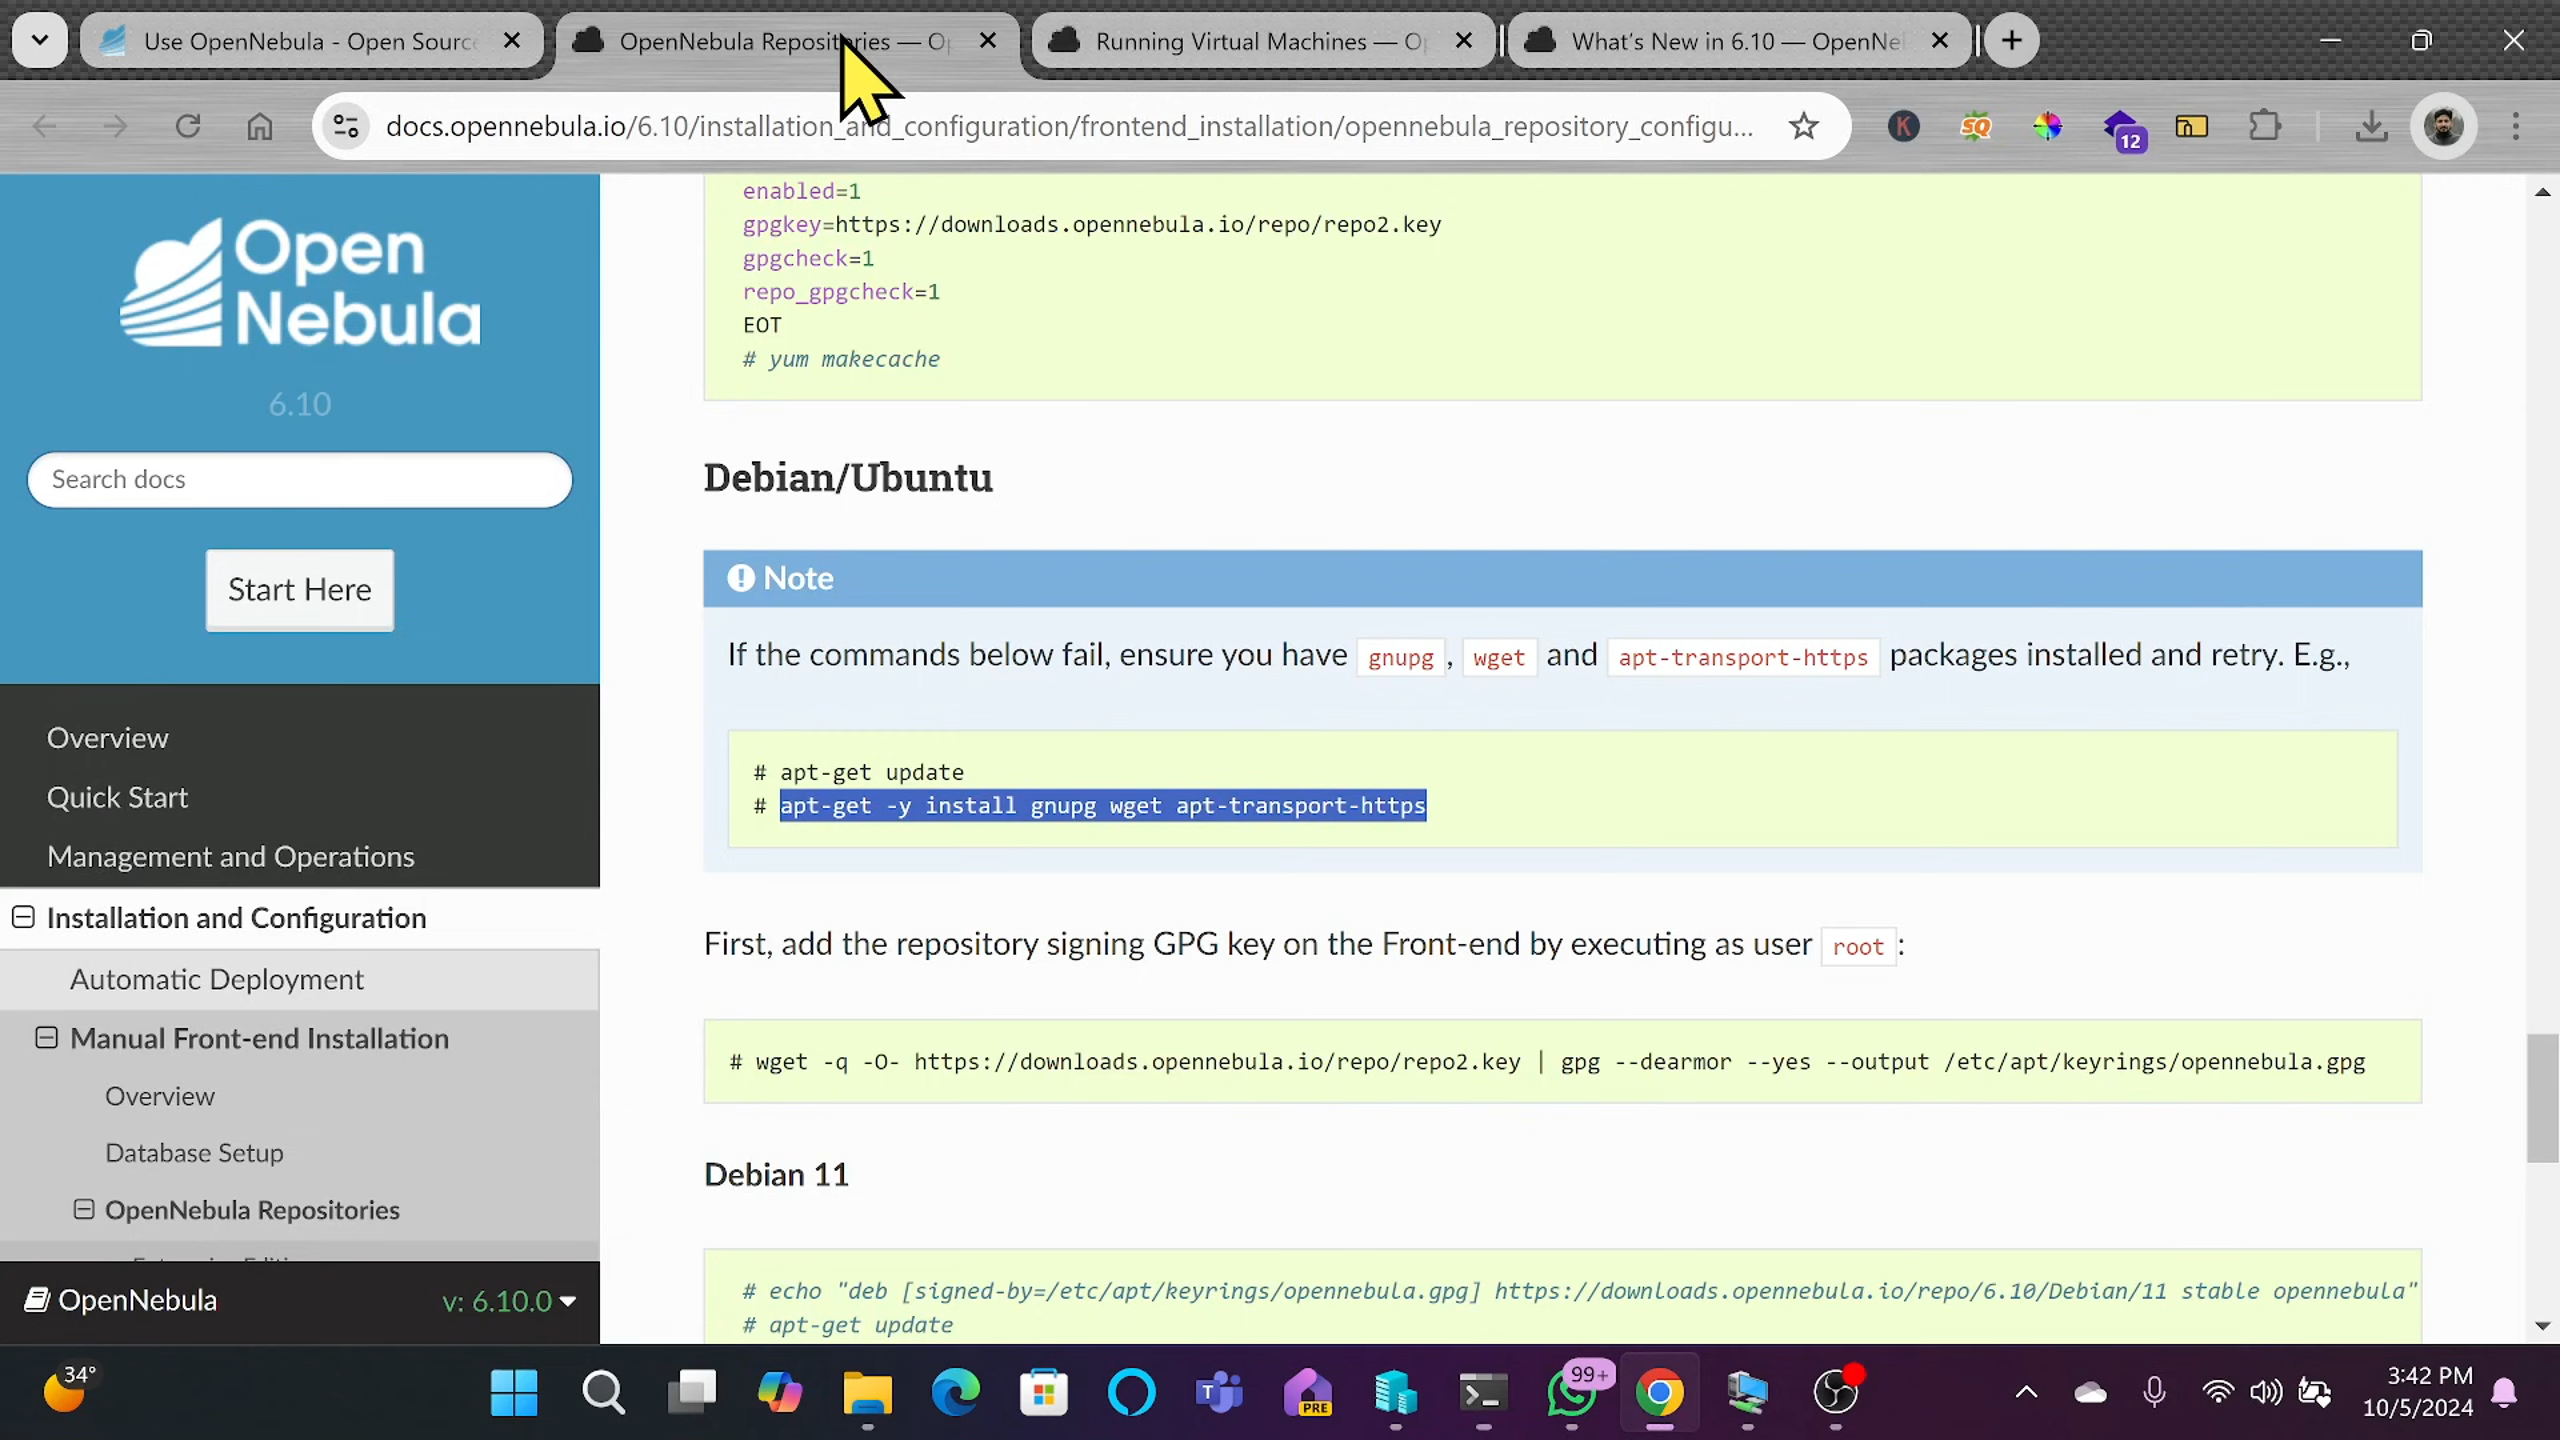 Use OpenNebula - Open Source
OpenNebula Repositories — Op
Running Virtual Machines — Op
What's New in 6.10 — OpenNe
docs.opennebula.io/6.10/installation_and_configuration/frontend_installation/opennebula_repository_configu...
K
SQ
12
Open
Nebula
6.10
Search docs
Start Here
Overview
Quick Start
Management and Operations
Installation and Configuration
Automatic Deployment
Manual Front-end Installation
Overview
Database Setup
OpenNebula Repositories
OpenNebula
v: 6.10.0
enabled=1
gpgkey=https://downloads.opennebula.io/repo/repo2.key
gpgcheck=1
repo_gpgcheck=1
EOT
# yum makecache
Debian/Ubuntu
Note
If the commands below fail, ensure you have gnupg, wget and apt-transport-https packages installed and retry. E.g.,
# apt-get update
# apt-get -y install gnupg wget apt-transport-https
First, add the repository signing GPG key on the Front-end by executing as user root:
# wget -q -O- https://downloads.opennebula.io/repo/repo2.key | gpg --dearmor --yes --output /etc/apt/keyrings/opennebula.gpg
Debian 11
# echo "deb [signed-by=/etc/apt/keyrings/opennebula.gpg] https://downloads.opennebula.io/repo/6.10/Debian/11 stable opennebula"
# apt-get update
34°
PRE
99+
3:42 PM
10/5/2024